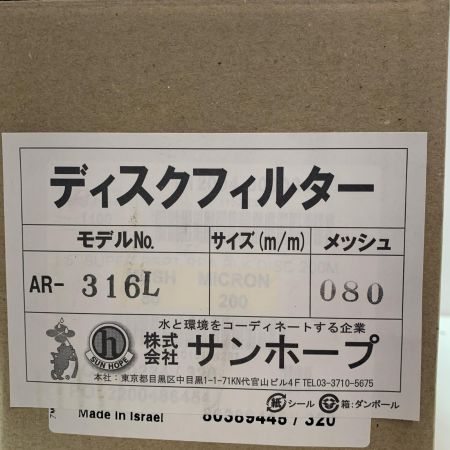 ディスクフィルター
モデルNo. サイズ(m/m) メッシュ
AR- 316L 080
MICRON
200
水と環境をコーディネートする企業
h 株式会社 サンホープ
SUN HOPE
本社：東京都目黒区中目黒1-1-71KN代官山ビル4F TEL03-3710-5675
紙 シール 箱:ダンボール
Made in Israel 80389448 / 320